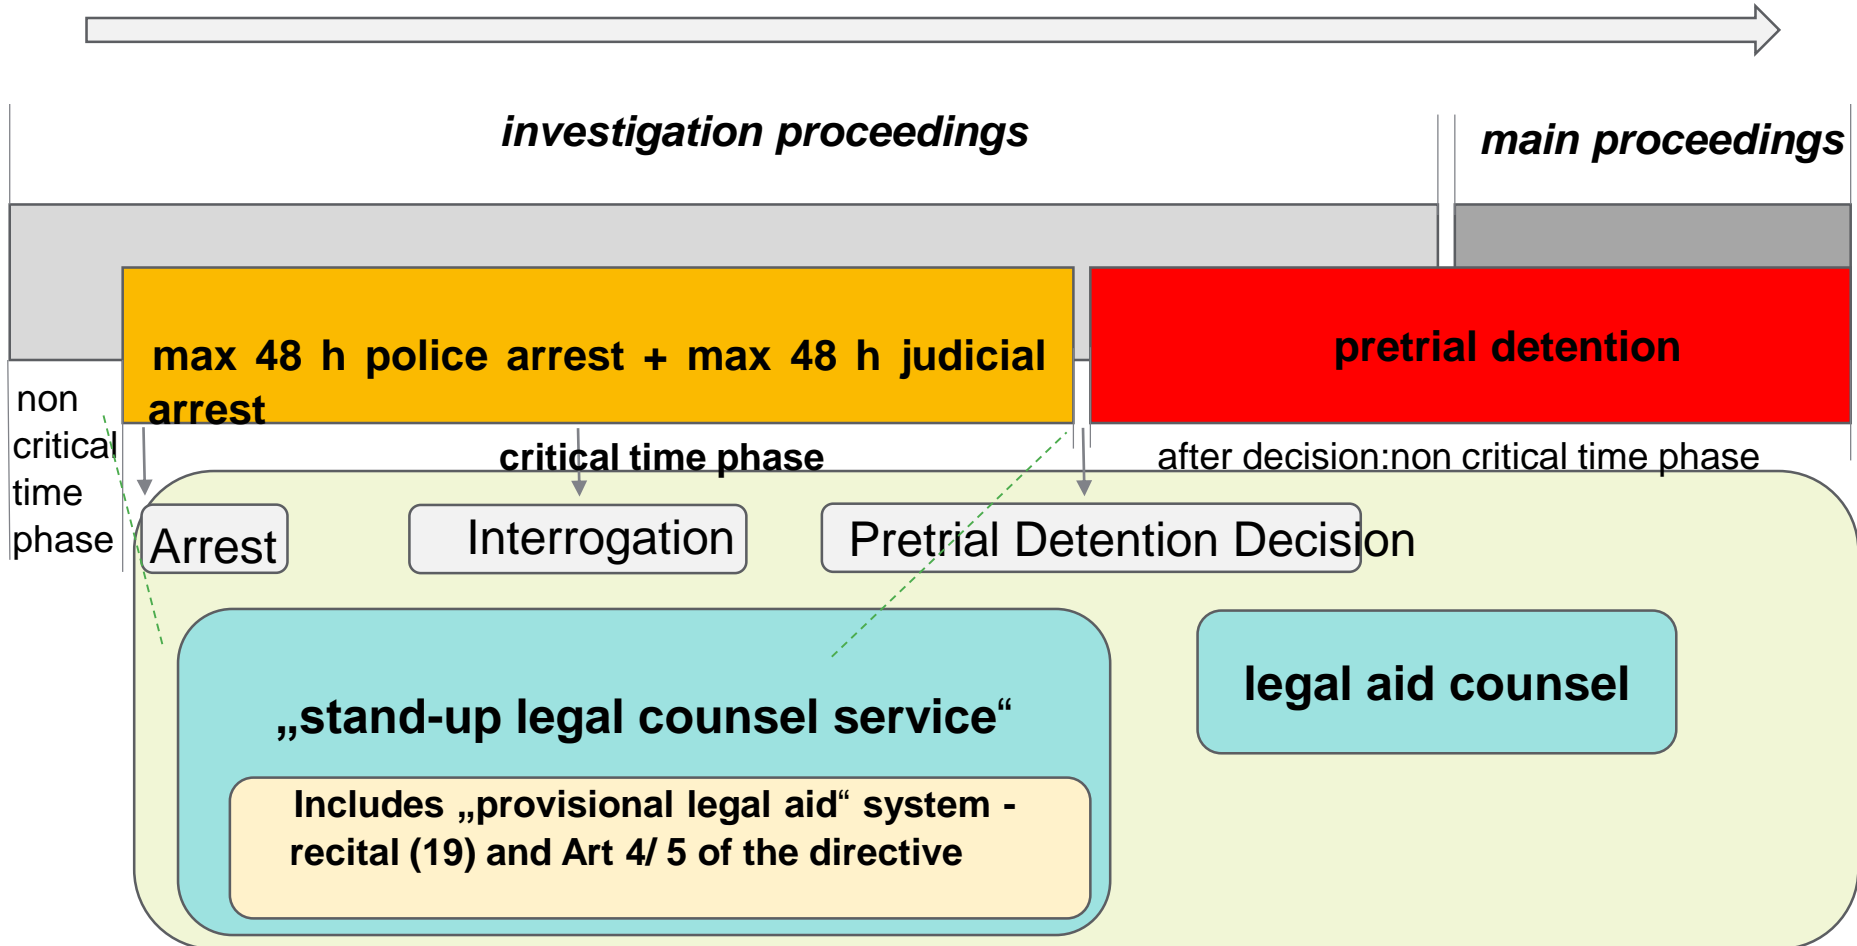 investigation proceedings
main proceedings
max 48 h police arrest + max 48 h judicial
arrest
pretrial detention
non
critical
time
phase
critical time phase
after decision:non critical time phase
Arrest
Interrogation
Pretrial Detention Decision
„stand-up legal counsel service“
legal aid counsel
Includes „provisional legal aid“ system -
recital (19) and Art 4/ 5 of the directive